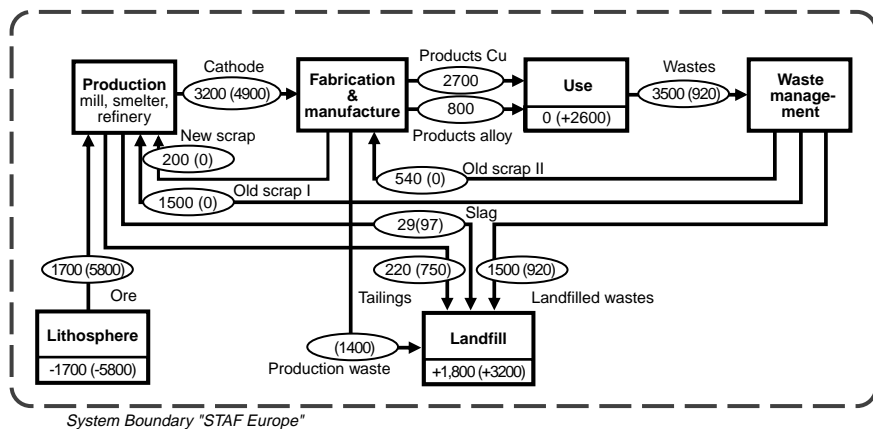 Cathode
Products Cu
Wastes
Production
mill, smelter,
refinery
3200 (4900)
Fabrication
&
manufacture
2700
800
Products alloy
Use
0 (+2600)
3500 (920)
Waste
manage-
ment
New scrap
200 (0)
Old scrap II
540 (0)
Old scrap I
1500 (0)
Slag
29(97)
1700 (5800)
Ore
220 (750)
Tailings
1500 (920)
Landfilled wastes
Lithosphere
-1700 (-5800)
(1400)
Production waste
Landfill
+1,800 (+3200)
System Boundary "STAF Europe"